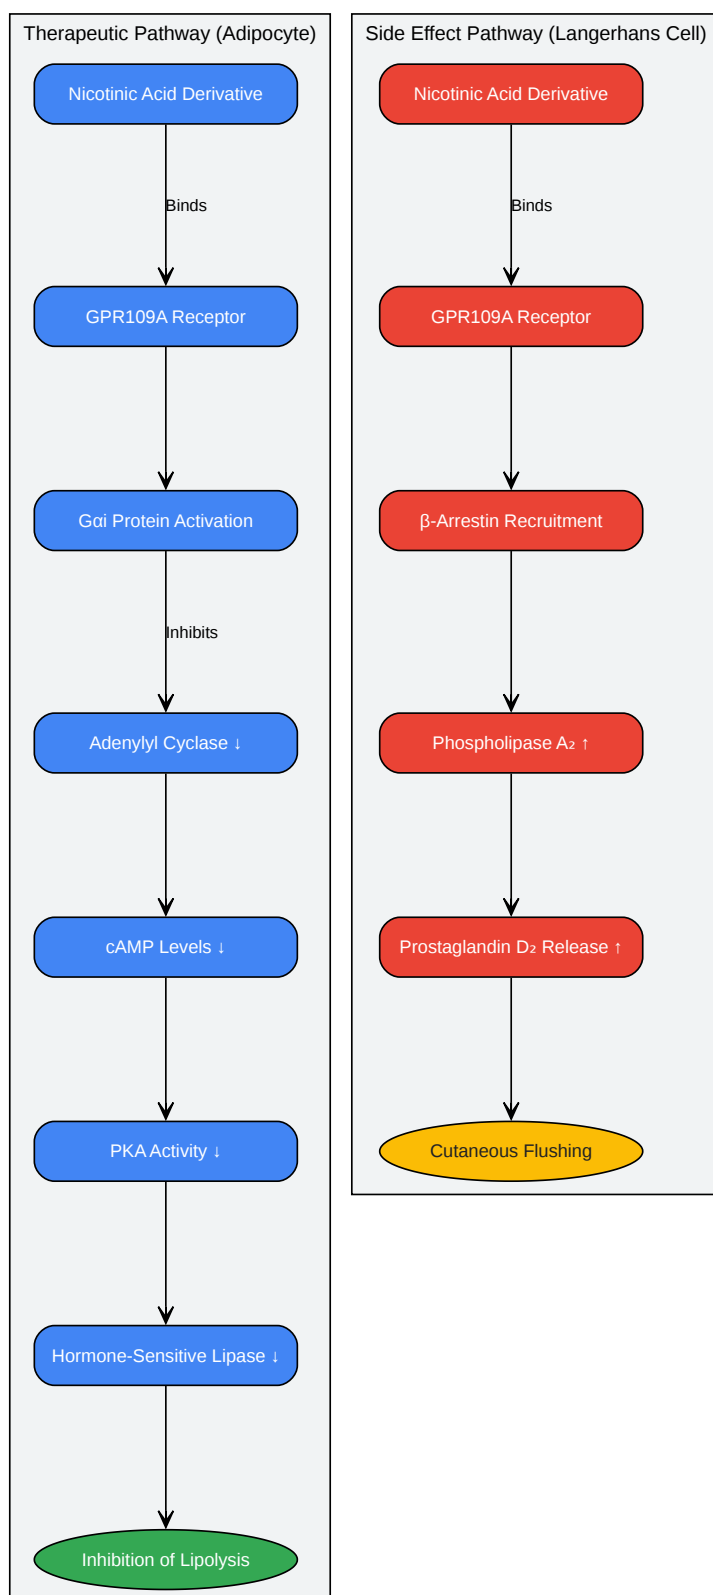 Therapeutic Pathway (Adipocyte)
Nicotinic Acid Derivative
Binds
GPR109A Receptor
Gαi Protein Activation
Inhibits
Adenylyl Cyclase ↓
cAMP Levels ↓
PKA Activity ↓
Hormone-Sensitive Lipase ↓
Inhibition of Lipolysis
Side Effect Pathway (Langerhans Cell)
Nicotinic Acid Derivative
Binds
GPR109A Receptor
β-Arrestin Recruitment
Phospholipase A₂ ↑
Prostaglandin D₂ Release ↑
Cutaneous Flushing